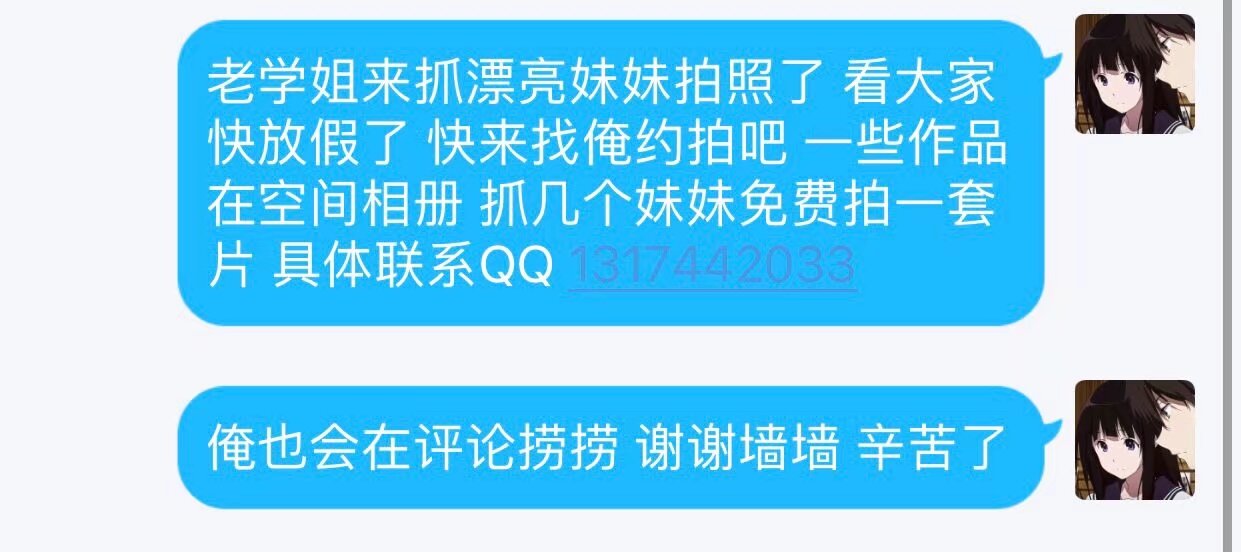 老学姐来抓漂亮妹妹拍照了 看大家
快放假了 快来找俺约拍吧 一些作品
在空间相册 抓几个妹妹免费拍一套
片 具体联系QQ 1317442033
俺也会在评论捞捞 谢谢墙墙 辛苦了